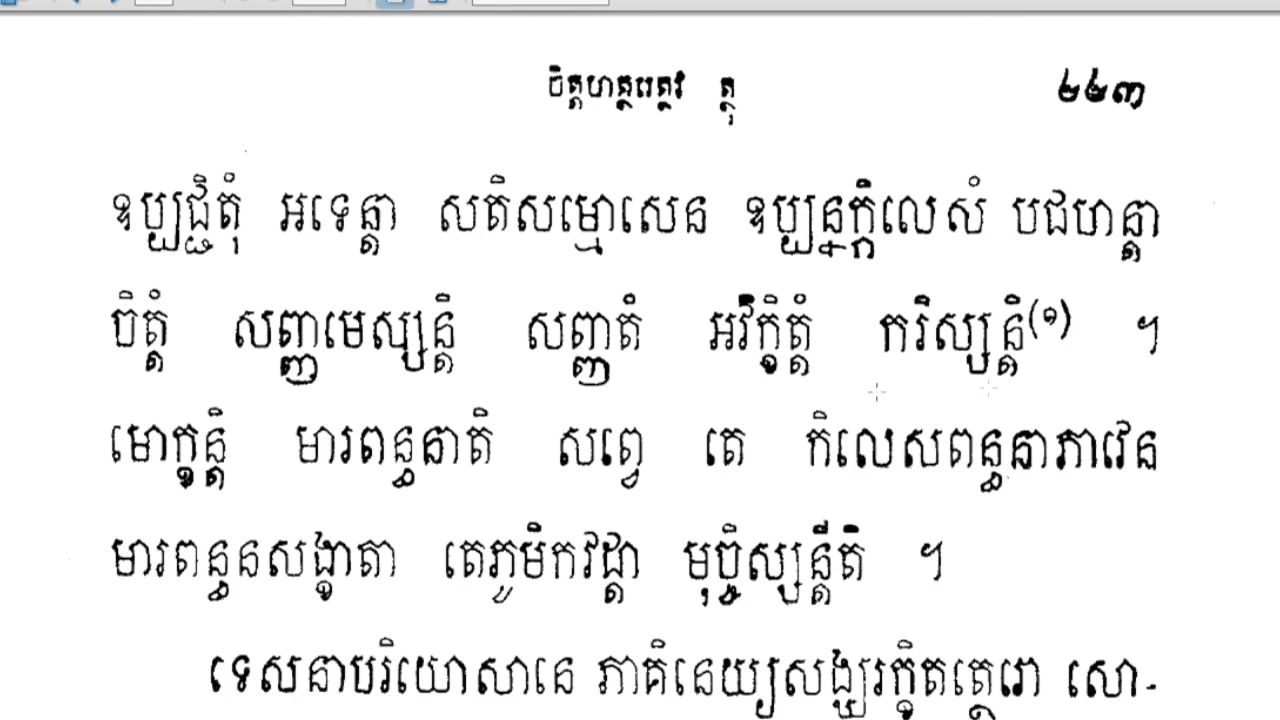 ចិត្តហត្ថរេត្ថវ ត្ថុ ២២៣
ឧប្បជ្ជិតុំ អទេន្តា សតិសម្មោសេន ឧប្បន្នក្កិលេសំ បជហន្តា
ចិត្តំ សញ្ញមេស្សន្តិ សញ្ញតំ អវិក្ខិត្តំ ករិស្សន្តិ(១) ។
មោក្ខន្តិ មារពន្ធនាតិ សព្វេ តេ កិលេសពន្ធនាភាវេន
មារពន្ធនសង្ខាតា តេភូមិកវដ្តា មុច្ចិស្សន្តីតិ ។
ទេសនាបរិយោសានេ ភាគិនេយ្យសង្ឃរក្ខិតត្ថេរោ សោ-